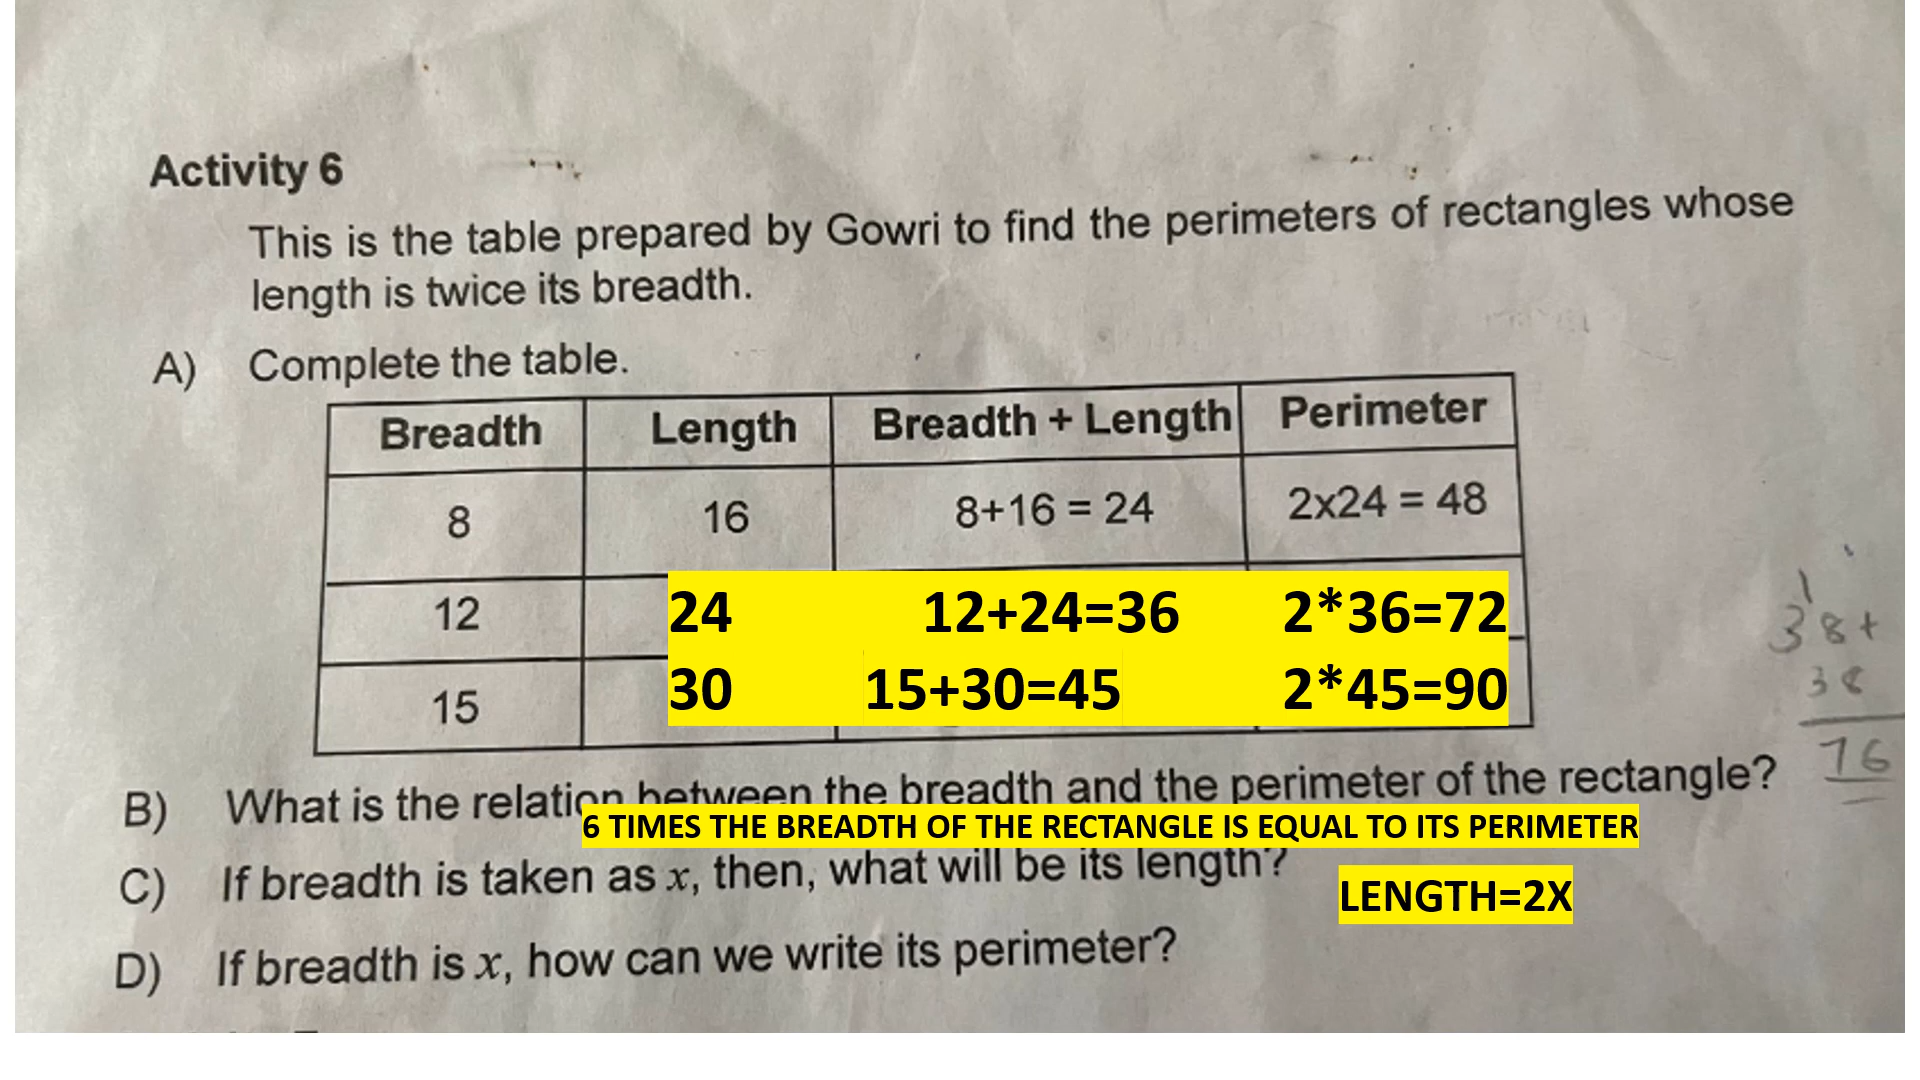 Activity 6
This is the table prepared by Gowri to find the perimeters of rectangles whose
length is twice its breadth.
A) Complete the table.
Breadth Length Breadth + Length Perimeter
8 16 8+16 = 24 2x24 = 48
12 24 12+24=36 2*36=72
15 30 15+30=45 2*45=90
B) What is the relation between the breadth and the perimeter of the rectangle?
6 TIMES THE BREADTH OF THE RECTANGLE IS EQUAL TO ITS PERIMETER
C) If breadth is taken as x, then, what will be its length?
LENGTH=2X
D) If breadth is x, how can we write its perimeter?
1
38+
38
76